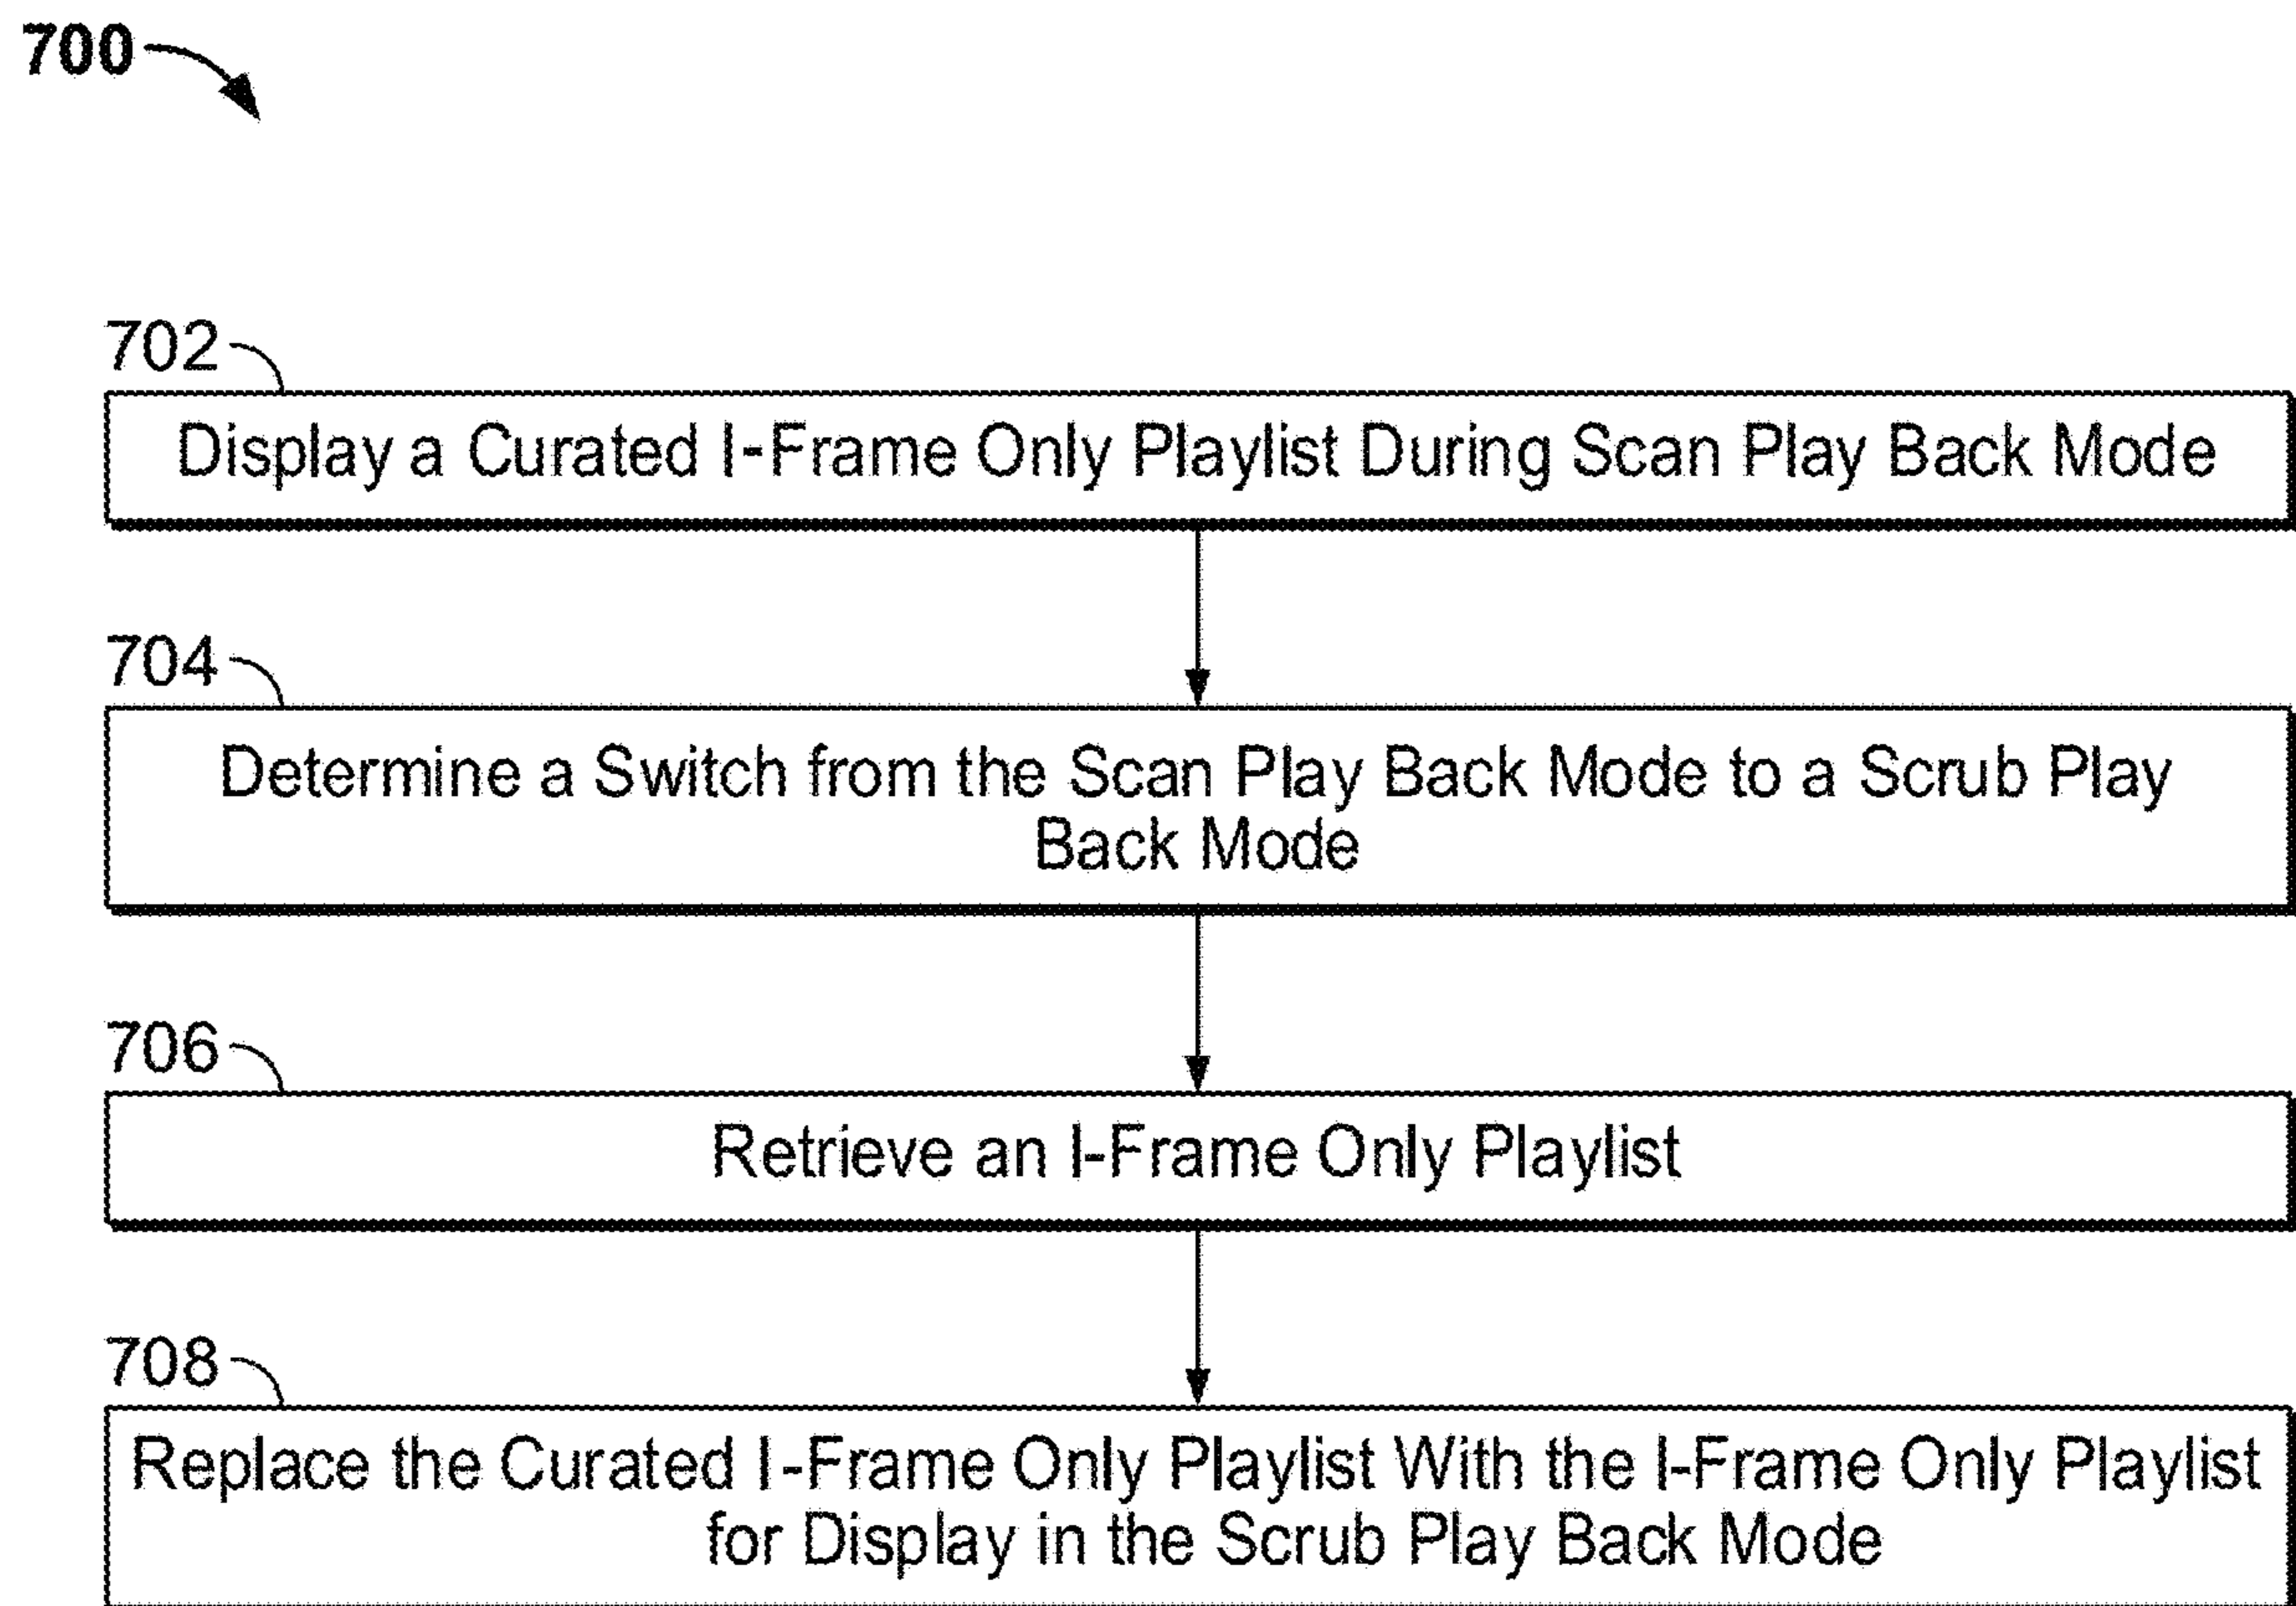 700
702
Display a Curated I-Frame Only Playlist During Scan Play Back Mode
704
Determine a Switch from the Scan Play Back Mode to a Scrub Play
Back Mode
706
Retrieve an I-Frame Only Playlist
708
Replace the Curated I-Frame Only Playlist With the I-Frame Only Playlist
for Display in the Scrub Play Back Mode